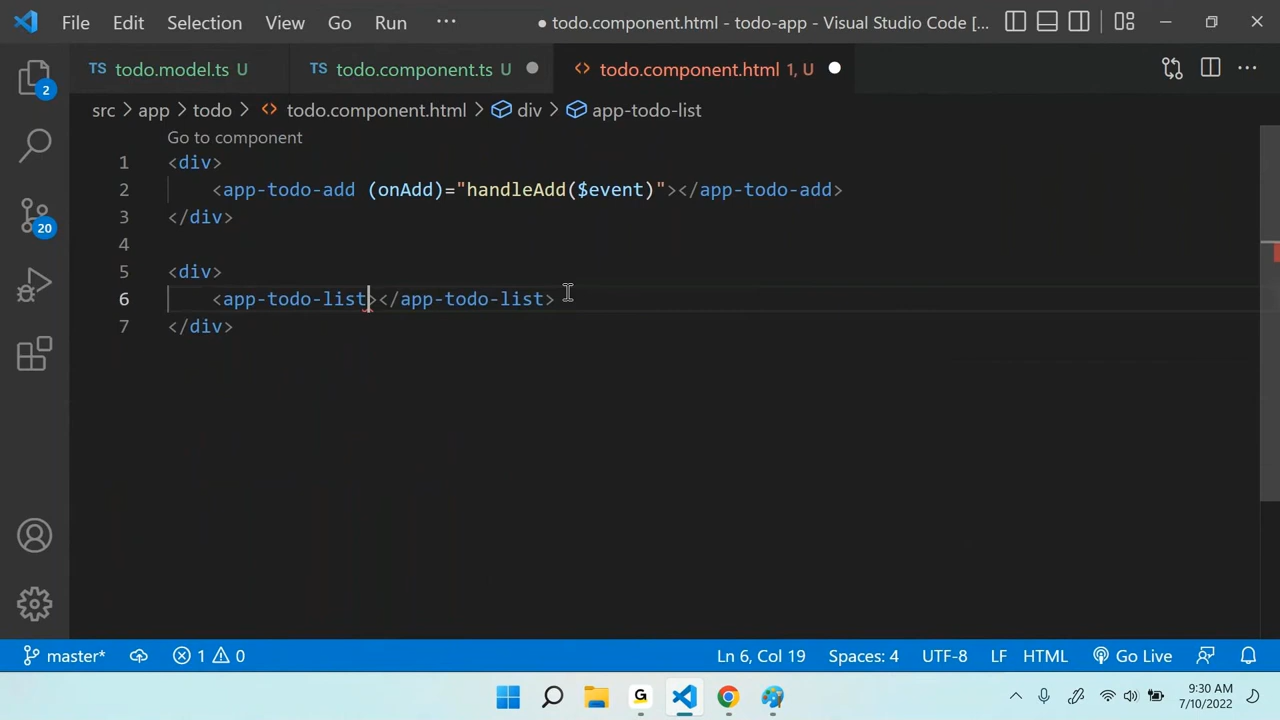 File Edit Selection View Go Run ··· ● todo.component.html - todo-app - Visual Studio Code [...
TS todo.model.ts U TS todo.component.ts U ● <> todo.component.html 1, U ● ···
src > app > todo > <> todo.component.html > div > app-todo-list
Go to component
1 <div>
2 <app-todo-add (onAdd)="handleAdd($event)"></app-todo-add>
3 </div>
4
5 <div>
6 <app-todo-list></app-todo-list>
7 </div>
2
20
master* 1 0 Ln 6, Col 19 Spaces: 4 UTF-8 LF HTML Go Live
G 9:30 AM
7/10/2022